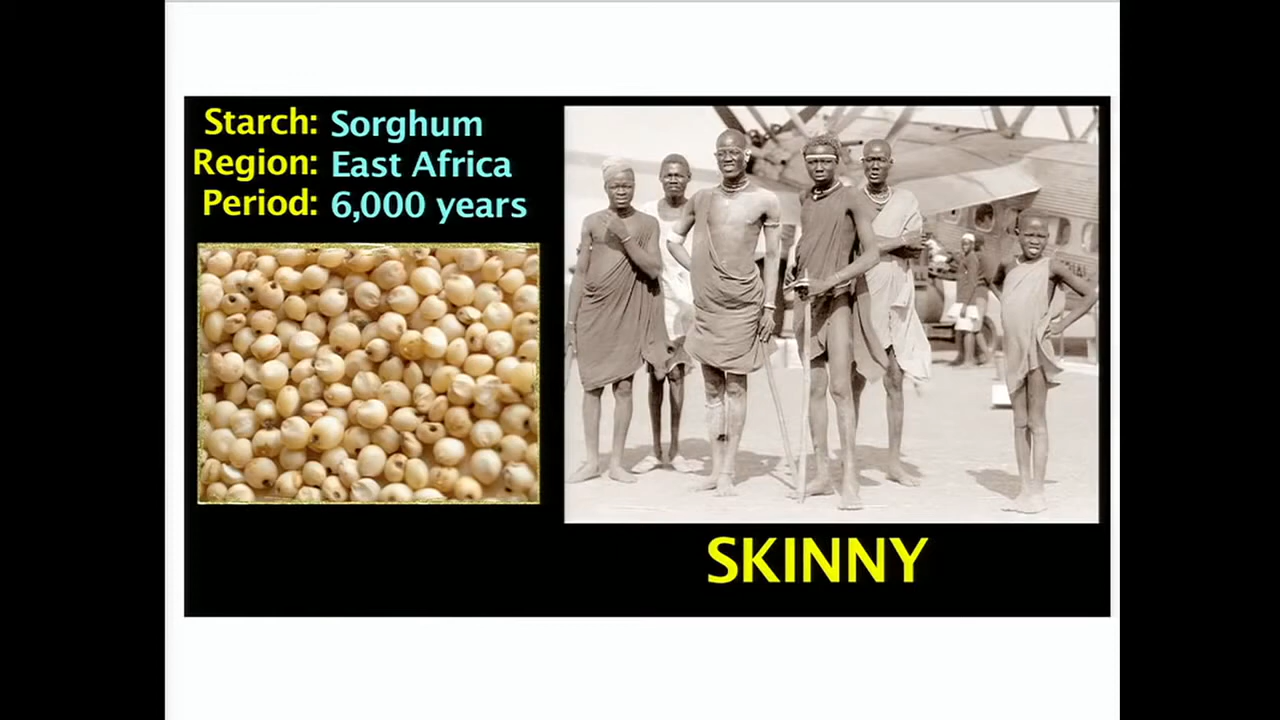 Starch: Sorghum
Region: East Africa
Period: 6,000 years
SKINNY